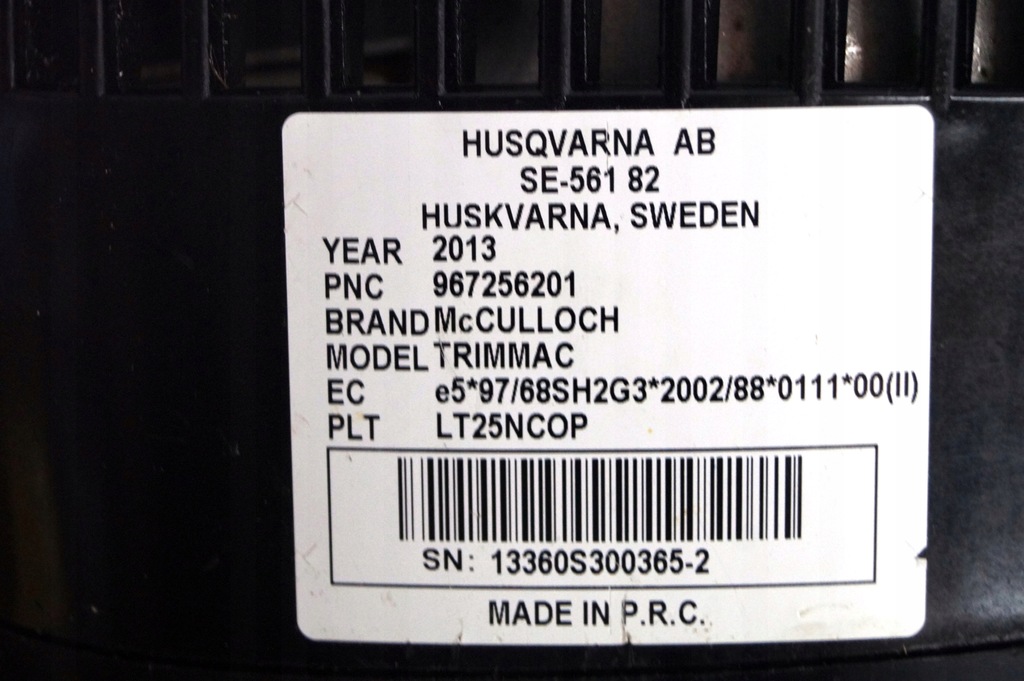 HUSQVARNA AB
SE-561 82
HUSKVARNA, SWEDEN
YEAR 2013
PNC 967256201
BRAND McCULLOCH
MODEL TRIMMAC
EC e5*97/68SH2G3*2002/88*0111*00(II)
PLT LT25NCOP
SN: 13360S300365-2
MADE IN P.R.C.